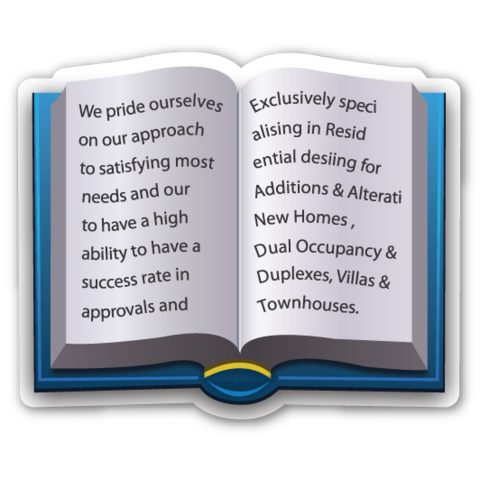 We pride ourselves
on our approach
to satisfying most
needs and our
to have a high
ability to have a
success rate in
approvals and
Exclusively speci
alising in Resid
ential desiing for
Additions & Alterati
New Homes ,
Dual Occupancy &
Duplexes, Villas &
Townhouses.